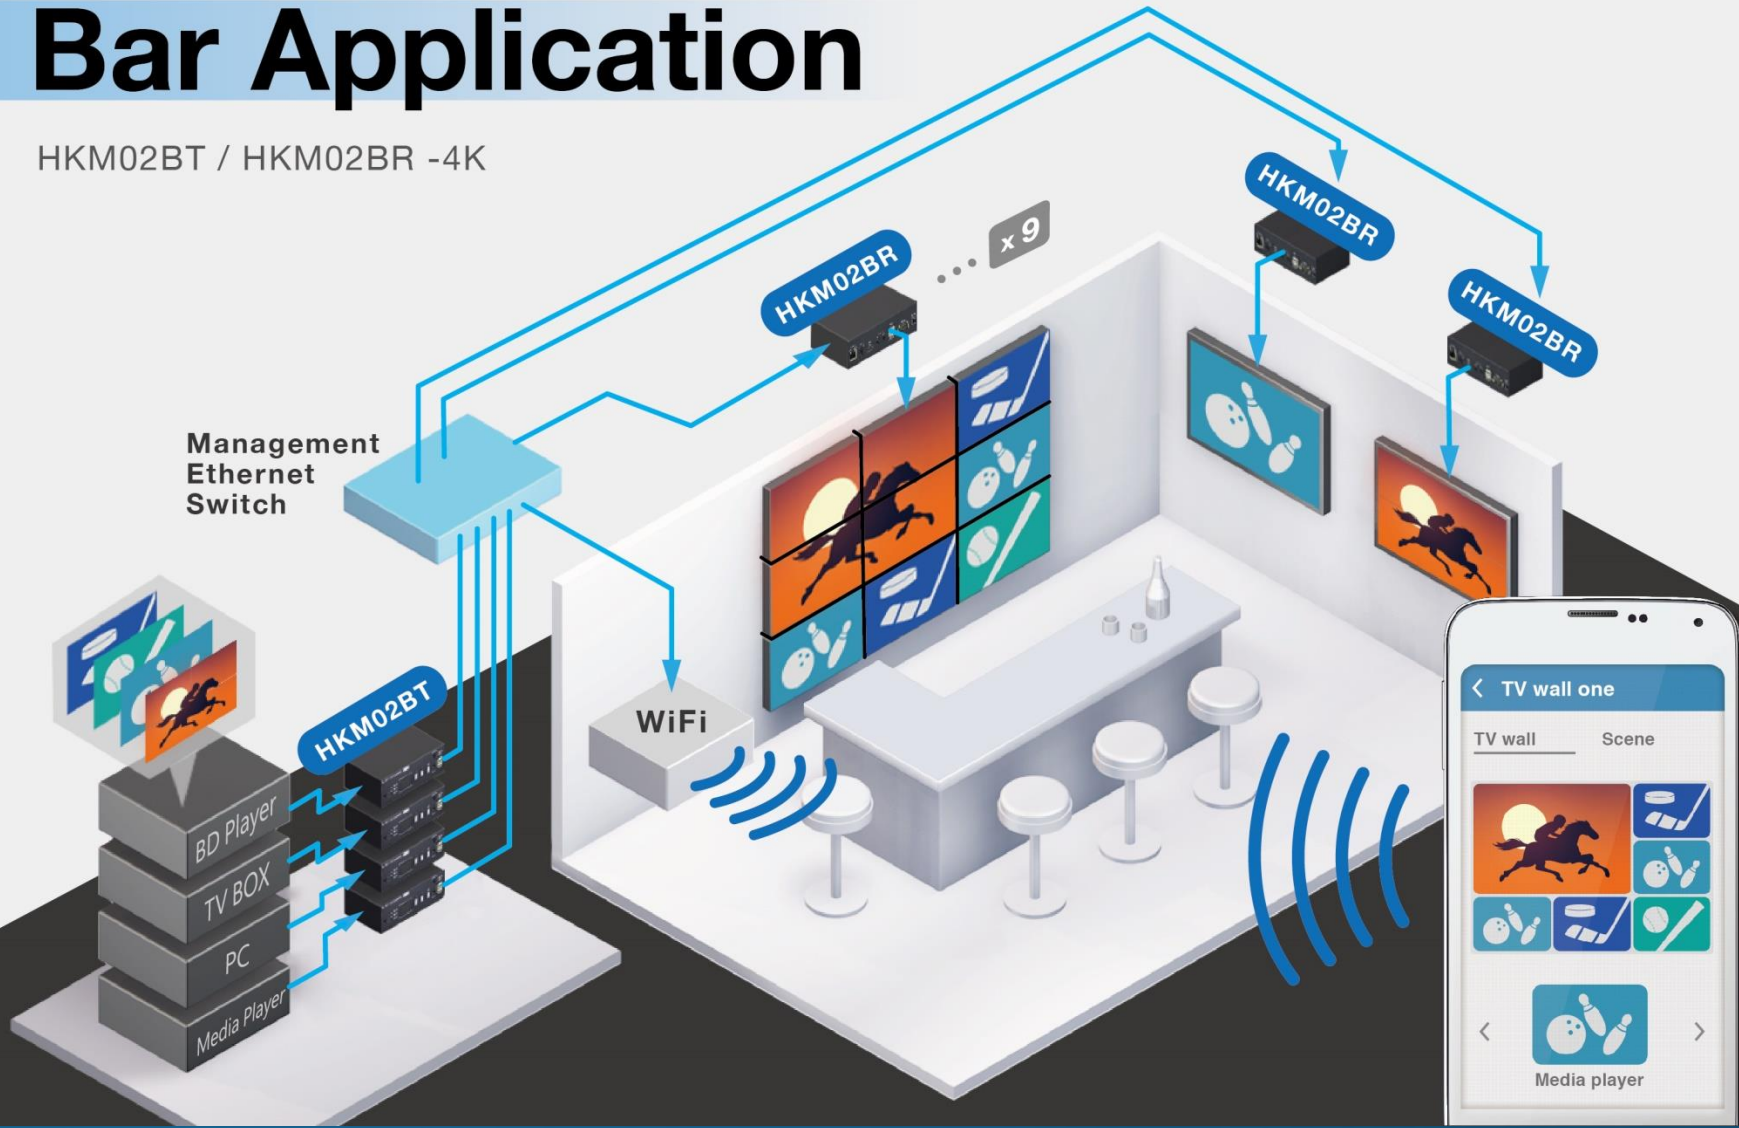 Bar Application
HKM02BT / HKM02BR -4K
HKM02BR
x 9
HKM02BR
HKM02BR
Management
Ethernet
Switch
WiFi
HKM02BT
BD Player
TV BOX
PC
Media Player
TV wall one
TV wall
Scene
Media player